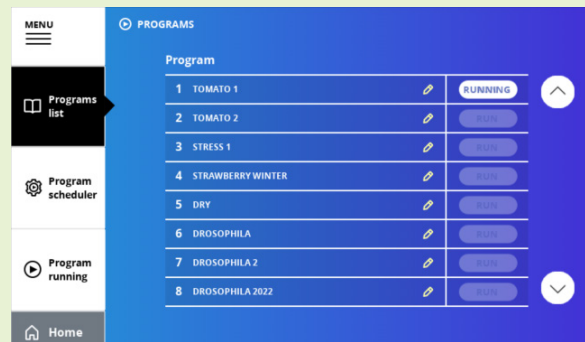 MENU
PROGRAMS
Programs
list
Program
scheduler
Program
running
Home
Program
1 TOMATO 1 RUNNING
2 TOMATO 2 RUN
3 STRESS 1 RUN
4 STRAWBERRY WINTER RUN
5 DRY RUN
6 DROSOPHILA RUN
7 DROSOPHILA 2 RUN
8 DROSOPHILA 2022 RUN